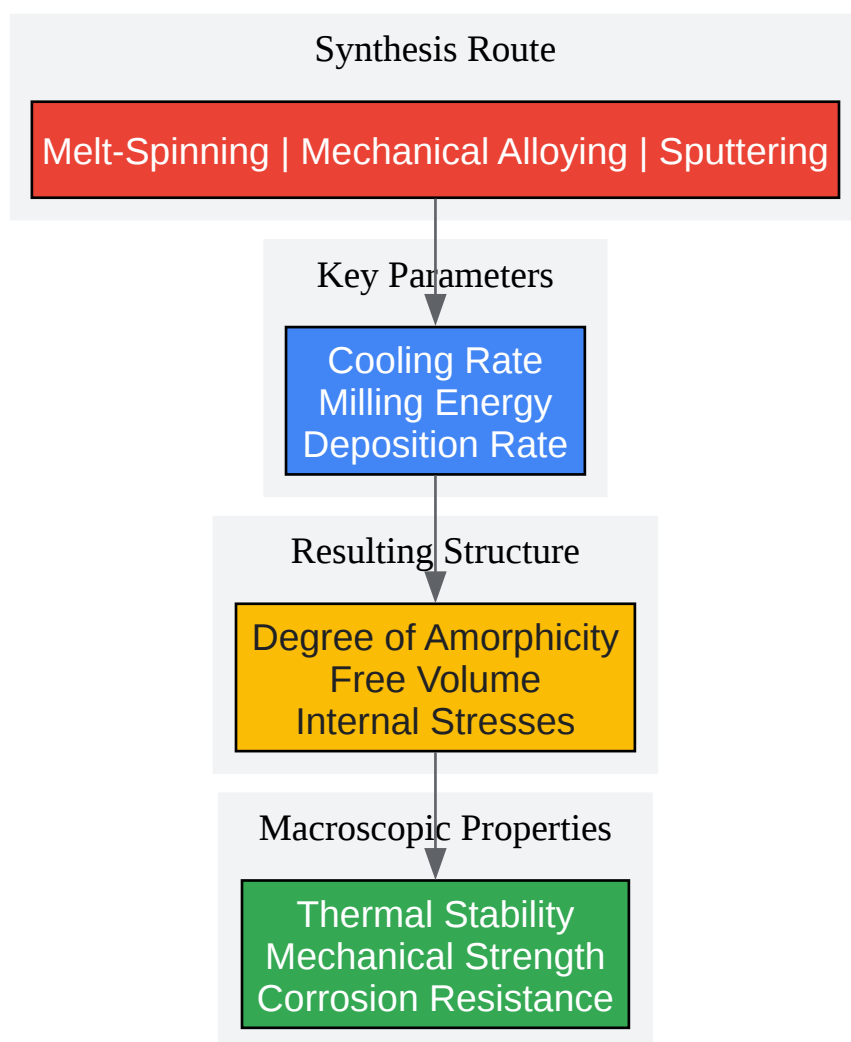 Synthesis Route
Melt-Spinning | Mechanical Alloying | Sputtering
Key Parameters
Cooling Rate
Milling Energy
Deposition Rate
Resulting Structure
Degree of Amorphicity
Free Volume
Internal Stresses
Macroscopic Properties
Thermal Stability
Mechanical Strength
Corrosion Resistance